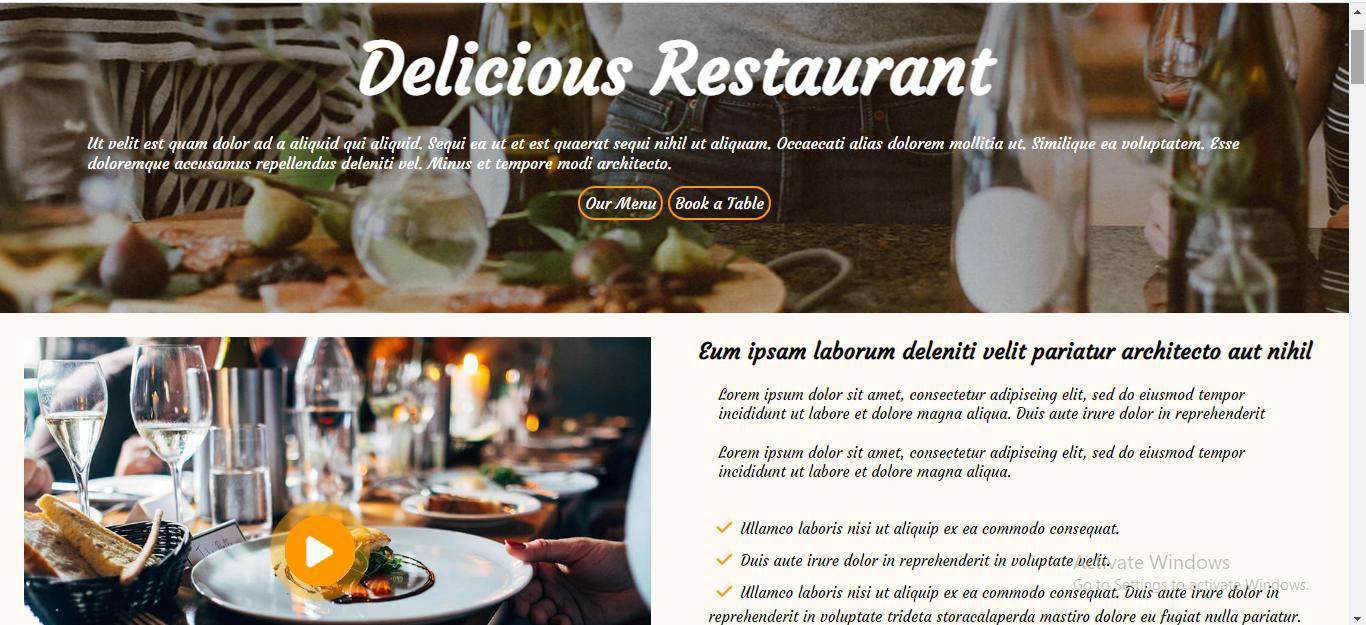 Delicious Restaurant
Ut velit est quam dolor ad a aliquid qui aliquid. Sequi ea ut et est quaerat sequi nihil ut aliquam. Occaecati alias dolorem mollitia ut. Similique ea voluptatem. Esse
doloremque accusamus repellendus deleniti vel. Minus et tempore modi architecto.
Our Menu Book a Table
Eum ipsam laborum deleniti velit pariatur architecto aut nihil
Lorem ipsum dolor sit amet, consectetur adipiscing elit, sed do eiusmod tempor
incididunt ut labore et dolore magna aliqua. Duis aute irure dolor in reprehenderit
Lorem ipsum dolor sit amet, consectetur adipiscing elit, sed do eiusmod tempor
incididunt ut labore et dolore magna aliqua.
Ullamco laboris nisi ut aliquip ex ea commodo consequat.
Duis aute irure dolor in reprehenderit in voluptate velit.
Activate Windows
Go to Settings to activate Windows.
Ullamco laboris nisi ut aliquip ex ea commodo consequat. Duis aute irure dolor in
reprehenderit in voluptate trideta storacalaperda mastiro dolore eu fugiat nulla pariatur.